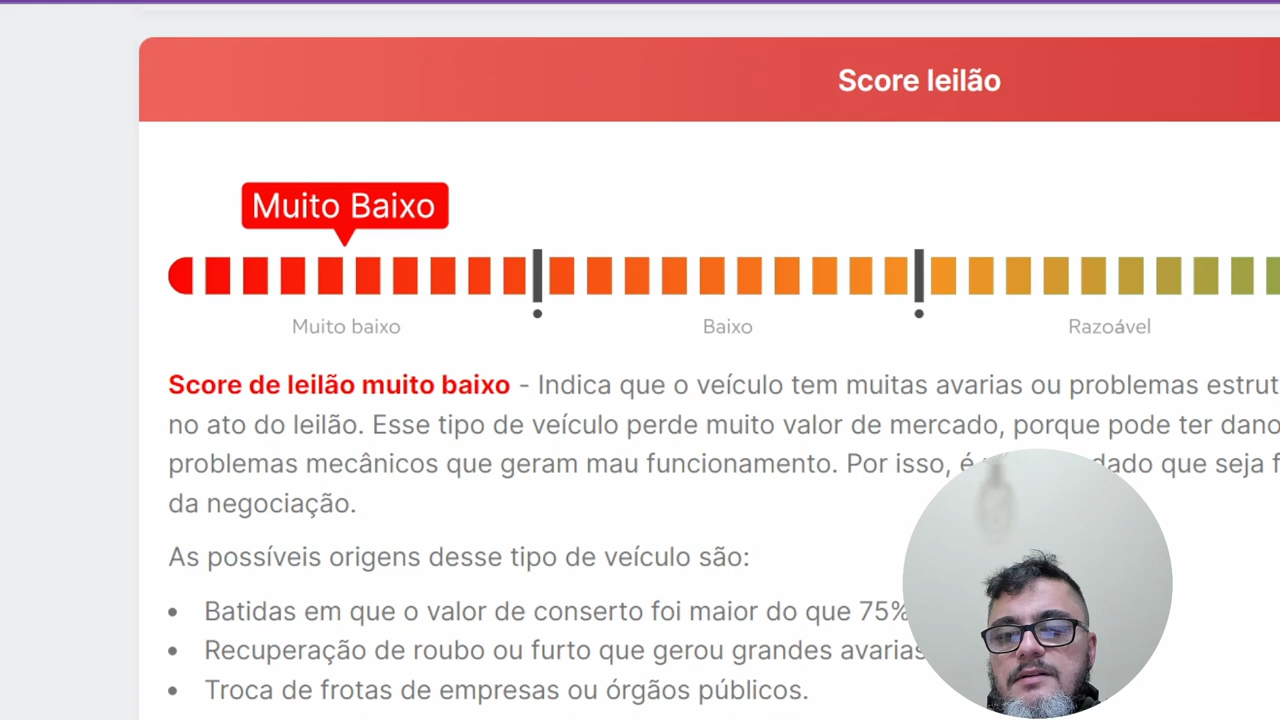 Score leilão
Muito Baixo
Muito baixo
Baixo
Razoável
Score de leilão muito baixo - Indica que o veículo tem muitas avarias ou problemas
no ato do leilão. Esse tipo de veículo perde muito valor de mercado, porque pode ter
problemas mecânicos que geram mau funcionamento. Por isso, é que seja
da negociação.
As possíveis origens desse tipo de veículo são:
Batidas em que o valor de conserto foi maior do que 75%
Recuperação de roubo ou furto que gerou grandes avarias
Troca de frotas de empresas ou órgãos públicos.